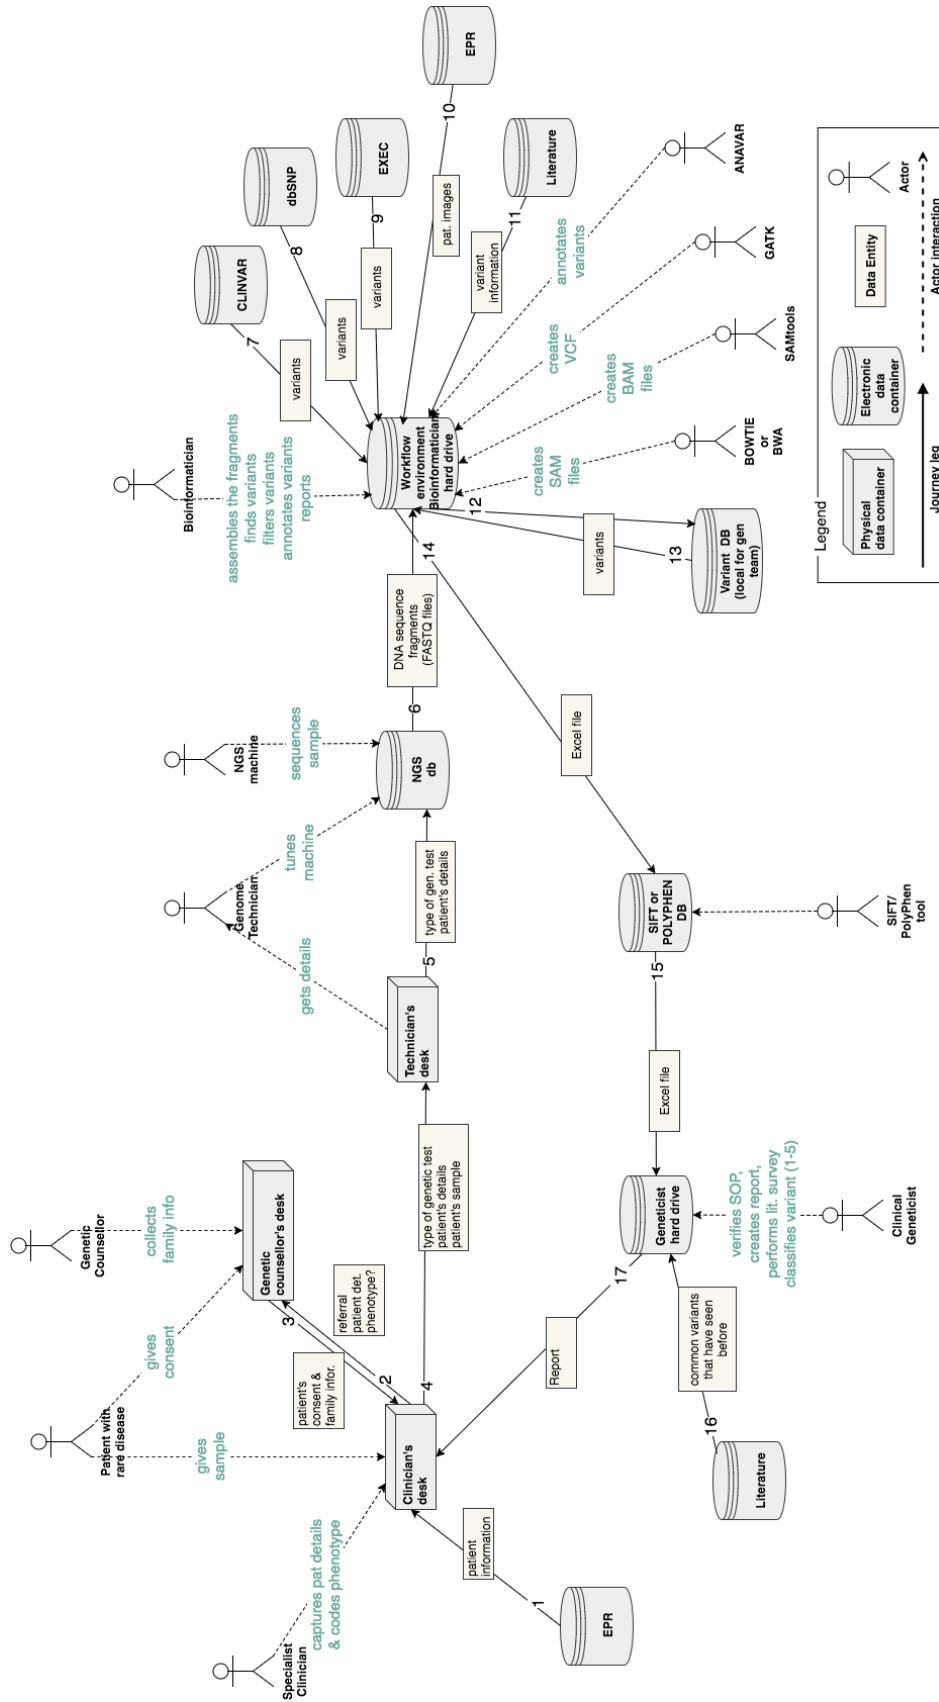 Specialist
Clinician
captures pat details
& codes phenotype
EPR
1
patient
information
Patient with
rare disease
gives
sample
gives
consent
Clinician's
desk
Genetic
Counsellor
collects
family info
Genetic
counsellor's desk
2
referral
patient det.
phenotype?
3
patient's
consent &
family infor.
4
type of genetic test
patient's details
patient's sample
Technician's
desk
gets details
Genome
Technician
tunes
machine
5
type of gen. test
patient's details
NGS
machine
sequences
sample
NGS
db
6
DNA sequence
fragments
(FASTQ files)
Bioinformatician
assembles the fragments
finds variants
filters variants
annotates variants
reports
Workflow
environment
Bioinformatician
hard drive
CLINVAR
7
variants
dbSNP
8
variants
EXEC
9
variants
EPR
10
pat. images
Literature
11
variant
information
ANAVAR
annotates
variants
GATK
creates
VCF
SAMtools
creates
BAM
files
BOWTIE
or
BWA
creates
SAM
files
12
13
variants
Variant DB
(local for gen
team)
14
Excel file
SIFT or
POLYPHEN
DB
SIFT/
PolyPhen
tool
15
Excel file
Geneticist
hard drive
verifies SOP,
creates report,
performs lit. survey
classifies variant (1-5)
Clinical
Geneticist
Literature
16
common variants
that have seen
before
17
Report
Legend
Physical
data container
Electronic
data
container
Data Entity
Actor
Journey leg
Actor interaction